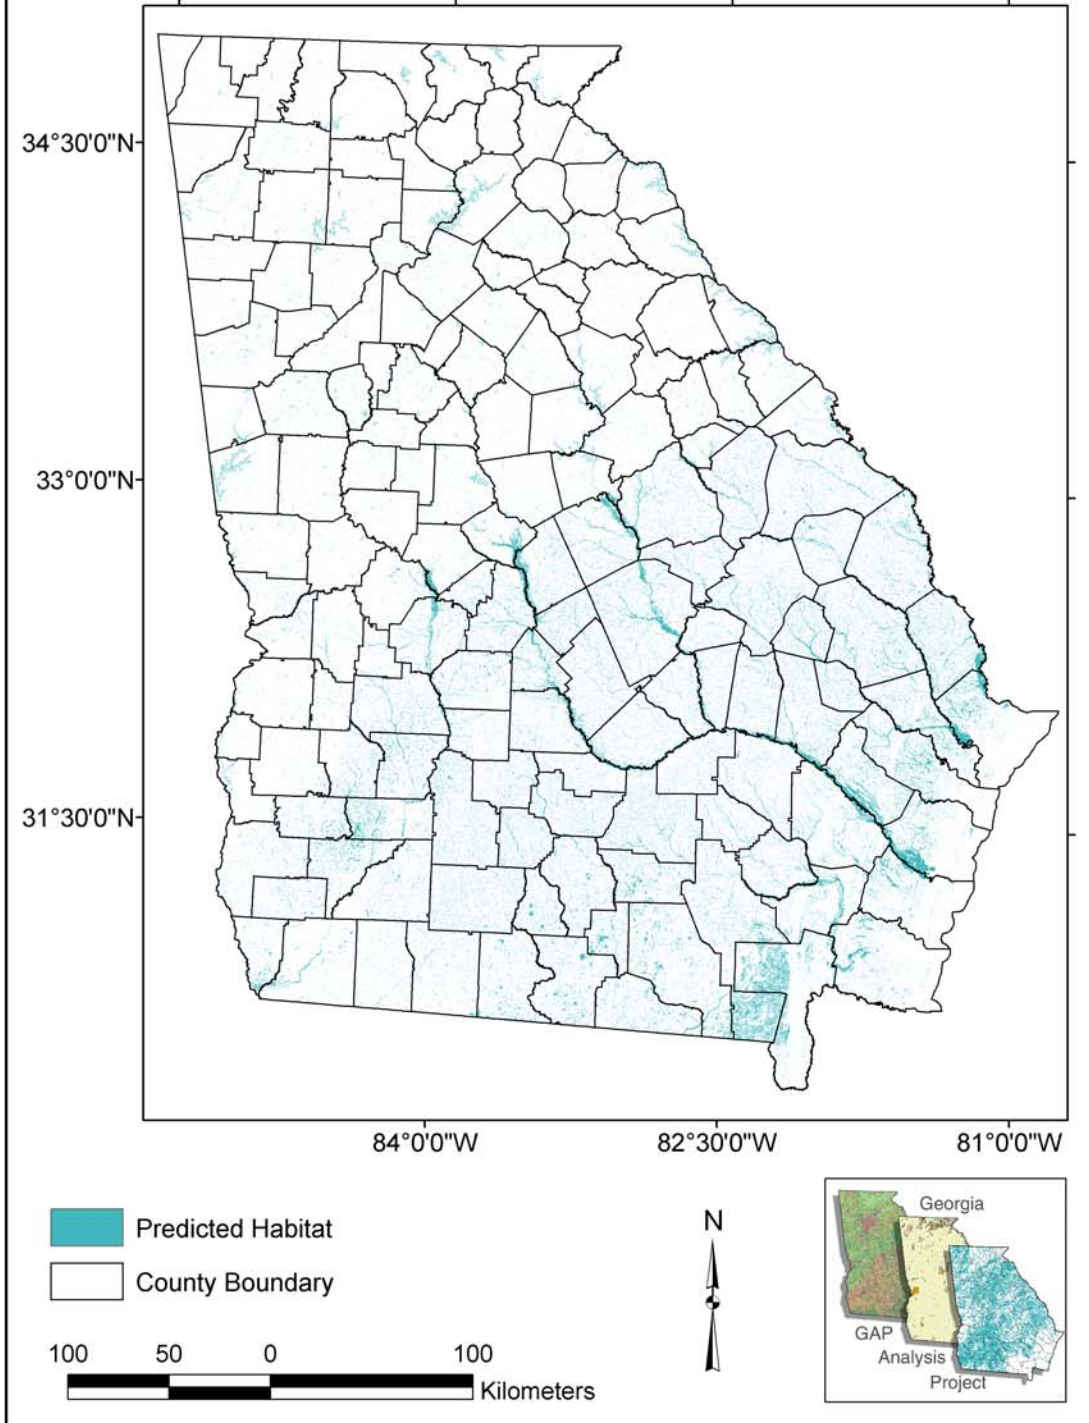 34°30'0"N
33°0'0"N
31°30'0"N
84°0'0"W 82°30'0"W 81°0'0"W
Predicted Habitat
County Boundary
100 50 0 100
Kilometers
N
Georgia
GAP
Analysis
Project